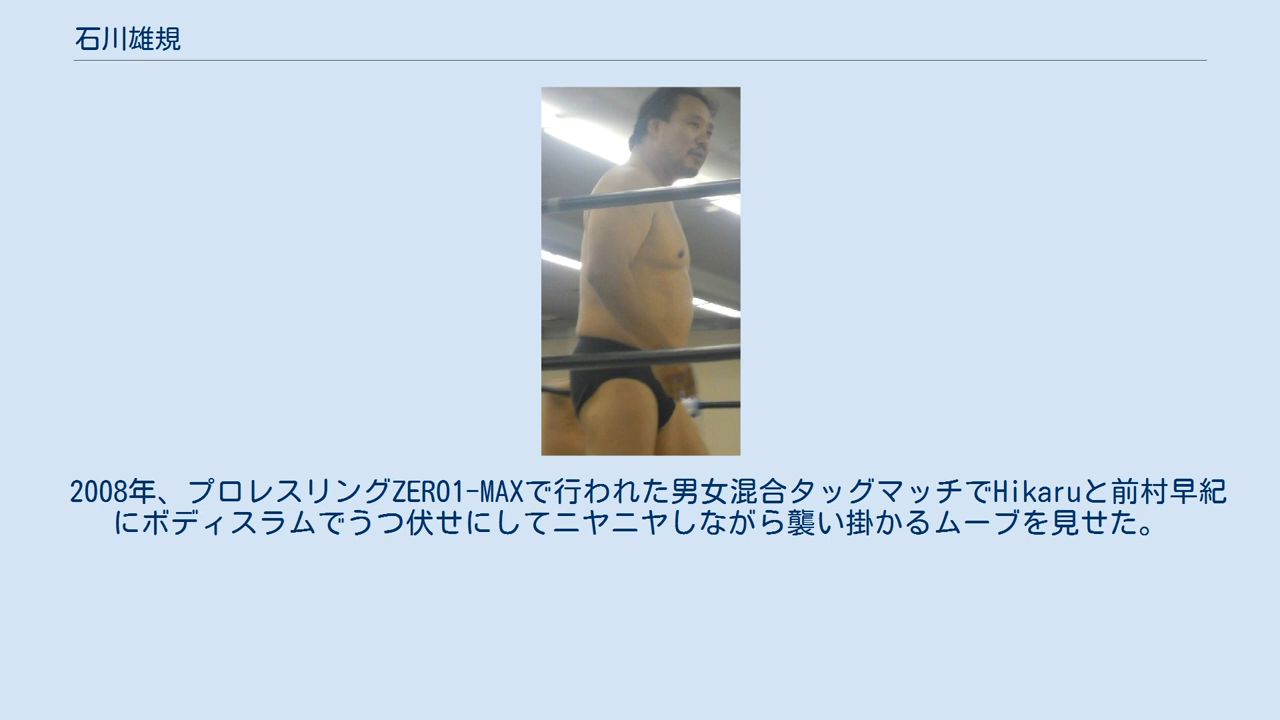 石川雄規
2008年、プロレスリングZERO1-MAXで行われた男女混合タッグマッチでHikaruと前村早紀
にボディスラムでうつ伏せにしてニヤニヤしながら襲い掛かるムーブを見せた。